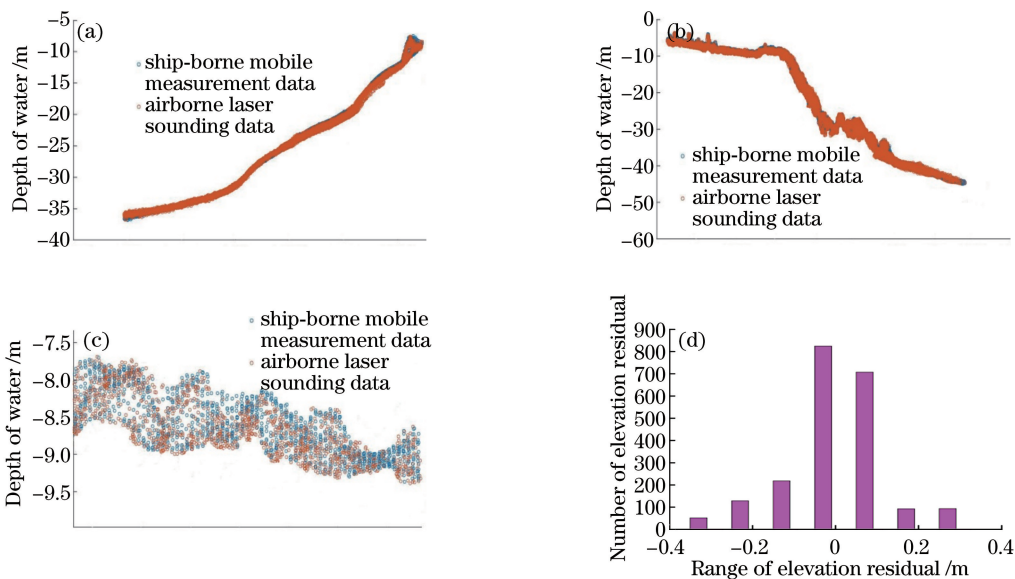 (a)
Depth of water /m
−5
−10
−15
−20
−25
−30
−35
−40
ship-borne mobile
measurement data
airborne laser
sounding data
(b)
Depth of water /m
0
−10
−20
−30
−40
−50
−60
ship-borne mobile
measurement data
airborne laser
sounding data
(c)
Depth of water /m
−7.5
−8.0
−8.5
−9.0
−9.5
ship-borne mobile
measurement data
airborne laser
sounding data
(d)
Number of elevation residual
900
800
700
600
500
400
300
200
100
0
−0.4 −0.2 0 0.2 0.4
Range of elevation residual /m